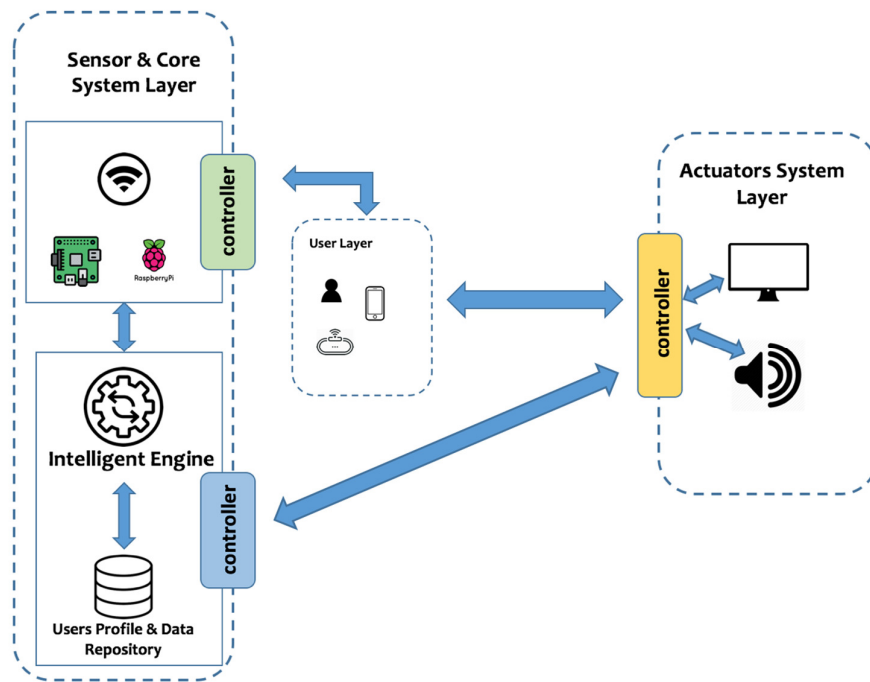 Sensor & Core
System Layer
controller
RaspberryPi
Intelligent Engine
controller
Users Profile & Data
Repository
User Layer
Actuators System
Layer
controller